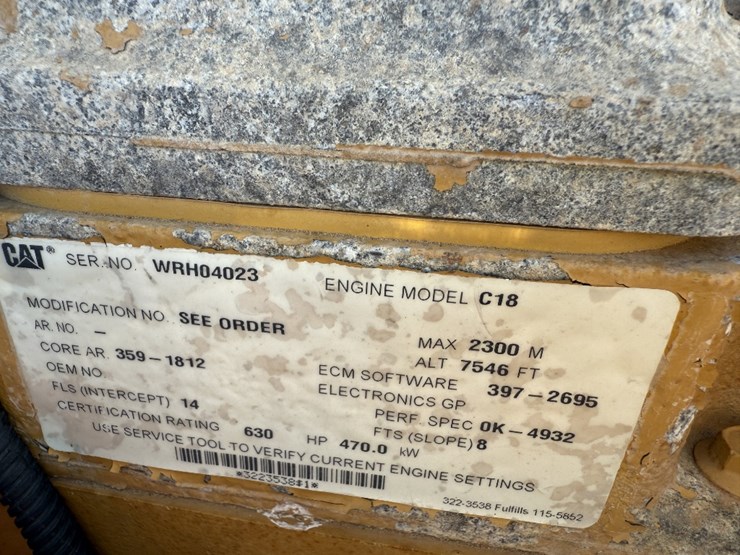 CAT® SER. NO. WRH04023 ENGINE MODEL C18
MODIFICATION NO. SEE ORDER MAX 2300 M
AR. NO. — ALT 7546 FT
CORE AR. 359-1812 ECM SOFTWARE 397-2695
OEM NO. ELECTRONICS GP
FLS (INTERCEPT) 14 PERF. SPEC 0K-4932
CERTIFICATION RATING 630 HP 470.0 kW FTS (SLOPE) 8
USE SERVICE TOOL TO VERIFY CURRENT ENGINE SETTINGS
*3223538$1*
322-3538 Fulfills 115-5852